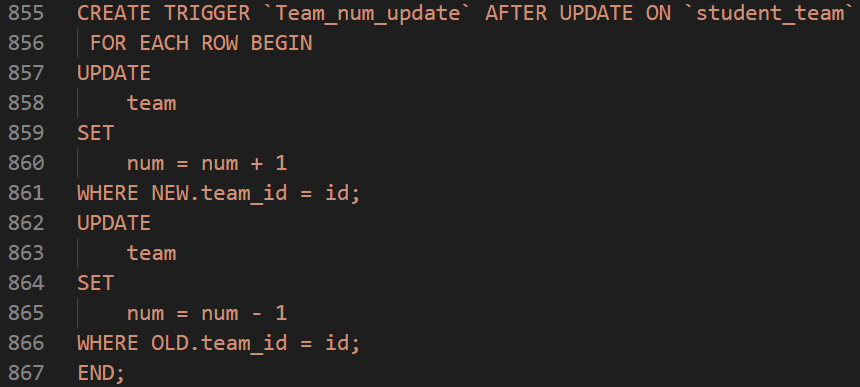 855 CREATE TRIGGER `Team_num_update` AFTER UPDATE ON `student_team`
856 FOR EACH ROW BEGIN
857 UPDATE
858 team
859 SET
860 num = num + 1
861 WHERE NEW.team_id = id;
862 UPDATE
863 team
864 SET
865 num = num - 1
866 WHERE OLD.team_id = id;
867 END;